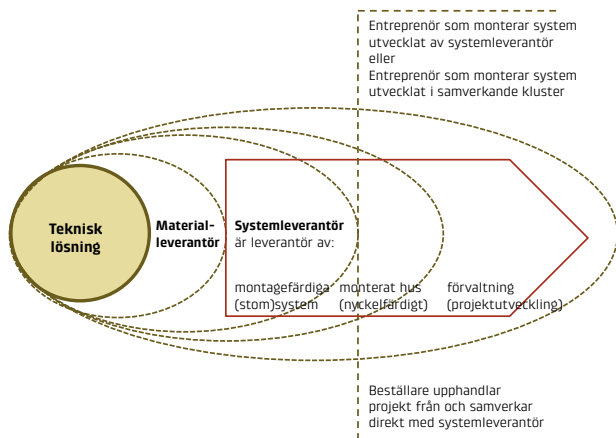 Entreprenör som monterar system
utvecklat av systemleverantör
eller
Entreprenör som monterar system
utvecklat i samverkande kluster
Teknisk
lösning
Material-
leverantör
Systemleverantör
är leverantör av:
montagefärdiga
(stom)system
monterat hus
(nyckelfärdigt)
förvaltning
(projektutveckling)
Beställare upphandlar
projekt från och samverkar
direkt med systemleverantör